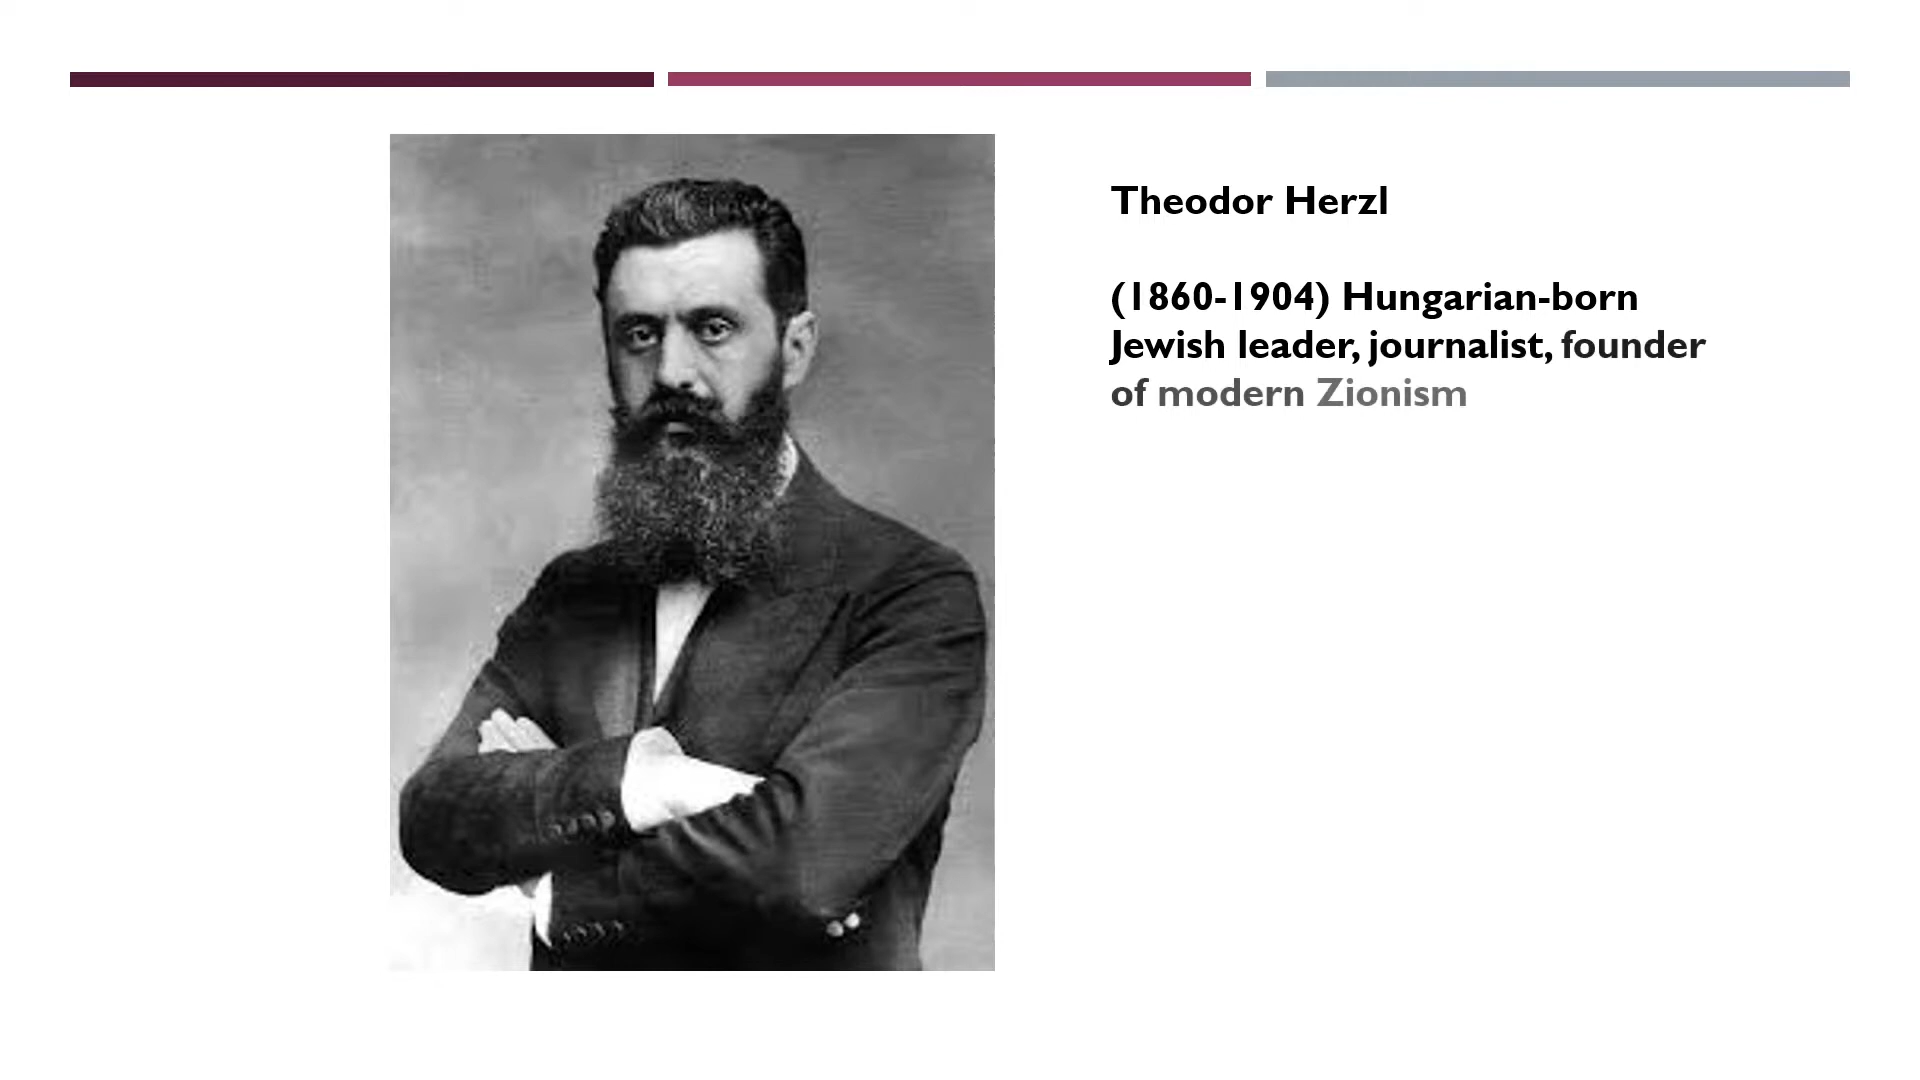 Theodor Herzl
(1860-1904) Hungarian-born
Jewish leader, journalist, founder
of modern Zionism